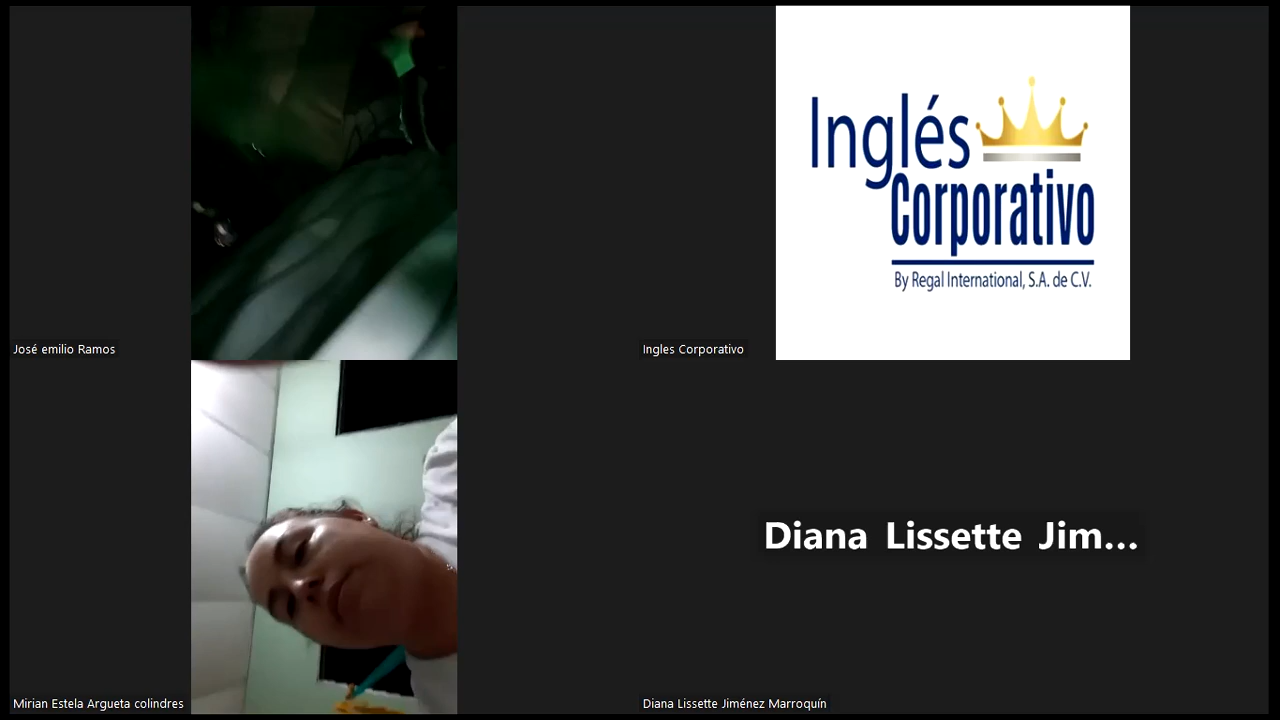 Inglés
Corporativo
By Regal International, S.A. de C.V.
José emilio Ramos
Ingles Corporativo
Diana Lissette Jim...
Mirian Estela Argueta colindres
Diana Lissette Jiménez Marroquín